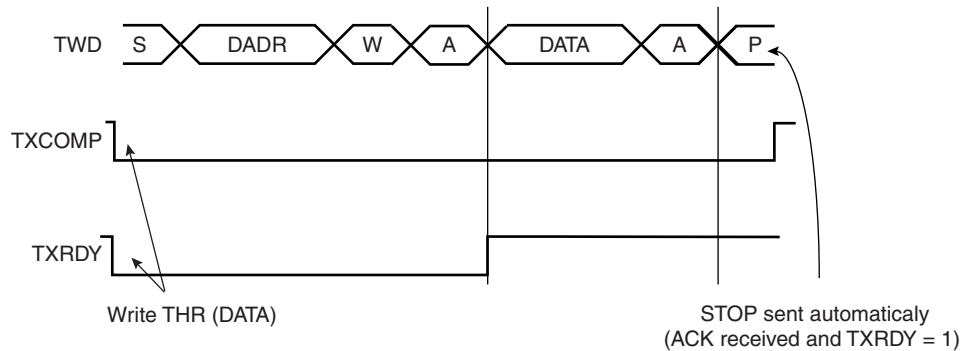 TWD S DADR W A DATA A P
TXCOMP
TXRDY
Write THR (DATA)
STOP sent automaticaly
(ACK received and TXRDY = 1)